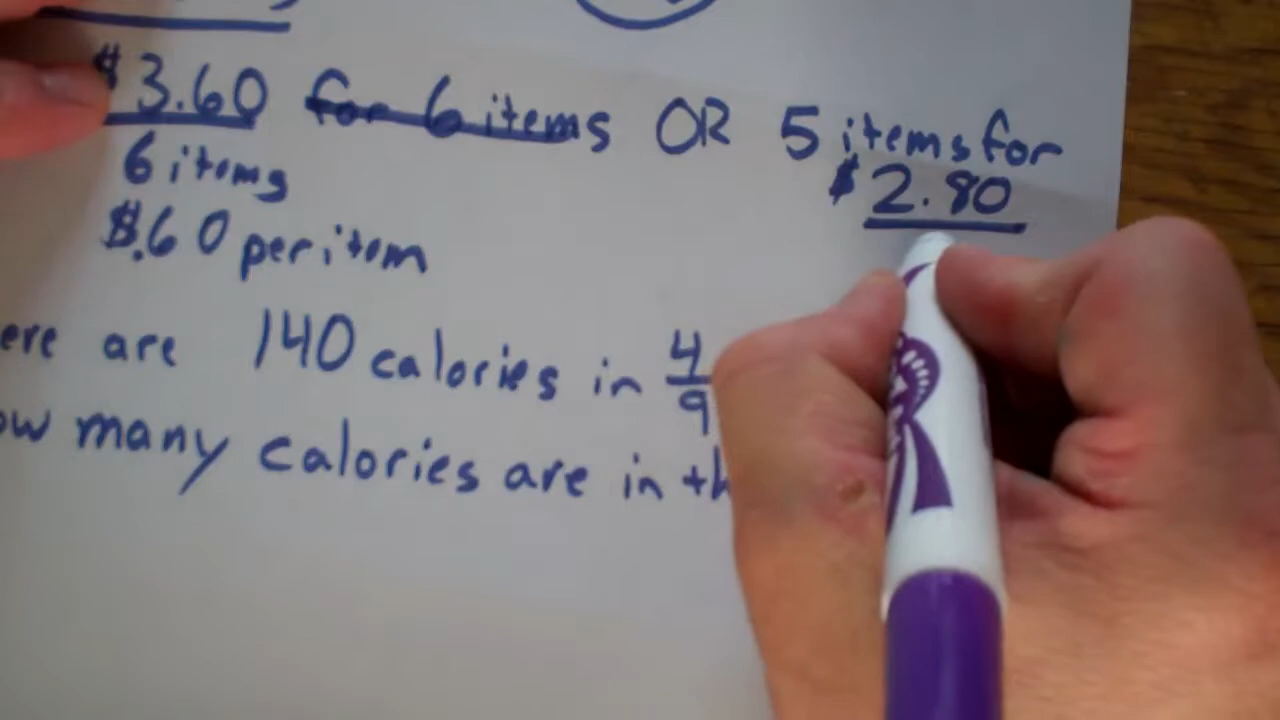 $3.60 for 6 items OR 5 items for
$2.80
6 items
$.60 per item
ere are 140 calories in 4/9
ow many calories are in th